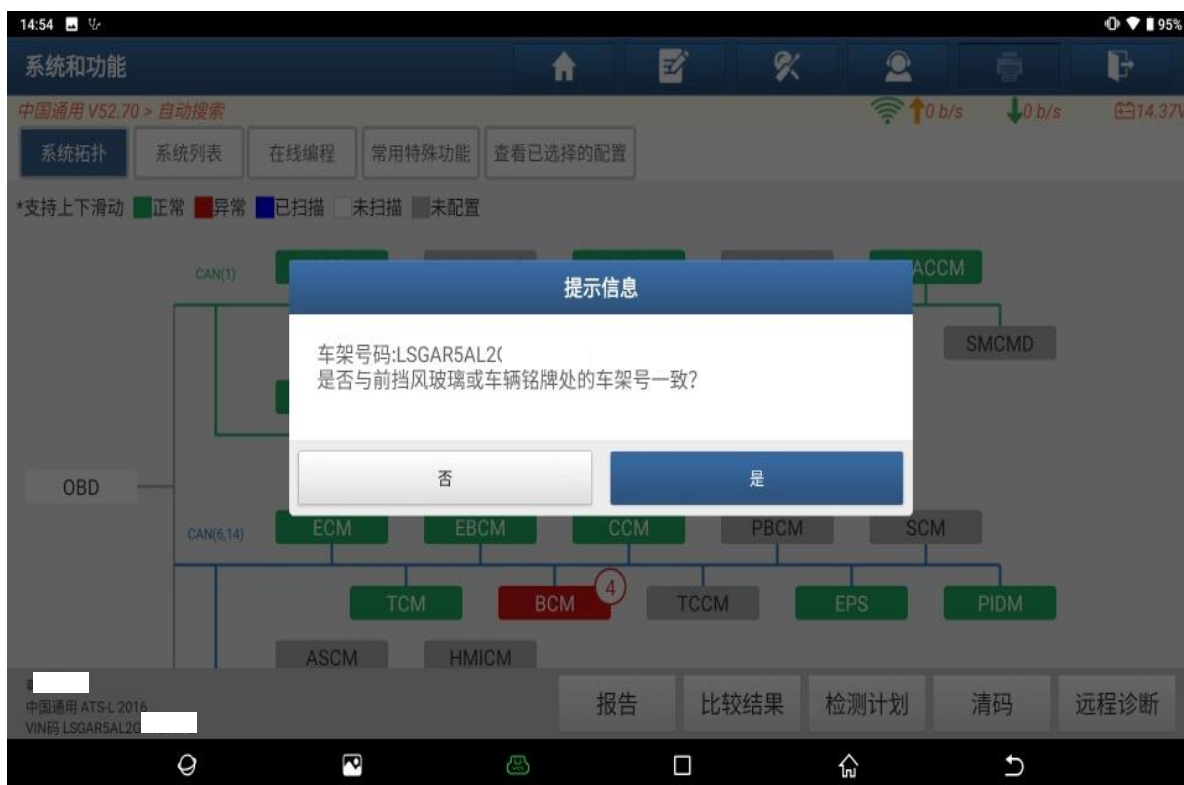 14:54
95%
系统和功能
中国通用 V52.70 > 自动搜索
0 b/s
0 b/s
14.37V
系统拓扑
系统列表
在线编程
常用特殊功能
查看已选择的配置
*支持上下滑动
正常
异常
已扫描
未扫描
未配置
CAN(1)
ACCM
提示信息
SMCMD
车架号码:LSGAR5AL2
是否与前挡风玻璃或车辆铭牌处的车架号一致?
否
是
OBD
CAN(6,14)
ECM
EBCM
CCM
PBCM
SCM
TCM
BCM
4
TCCM
EPS
PIDM
ASCM
HMICM
中国通用 ATS-L 2016
VIN码 LSGAR5AL2G
报告
比较结果
检测计划
清码
远程诊断